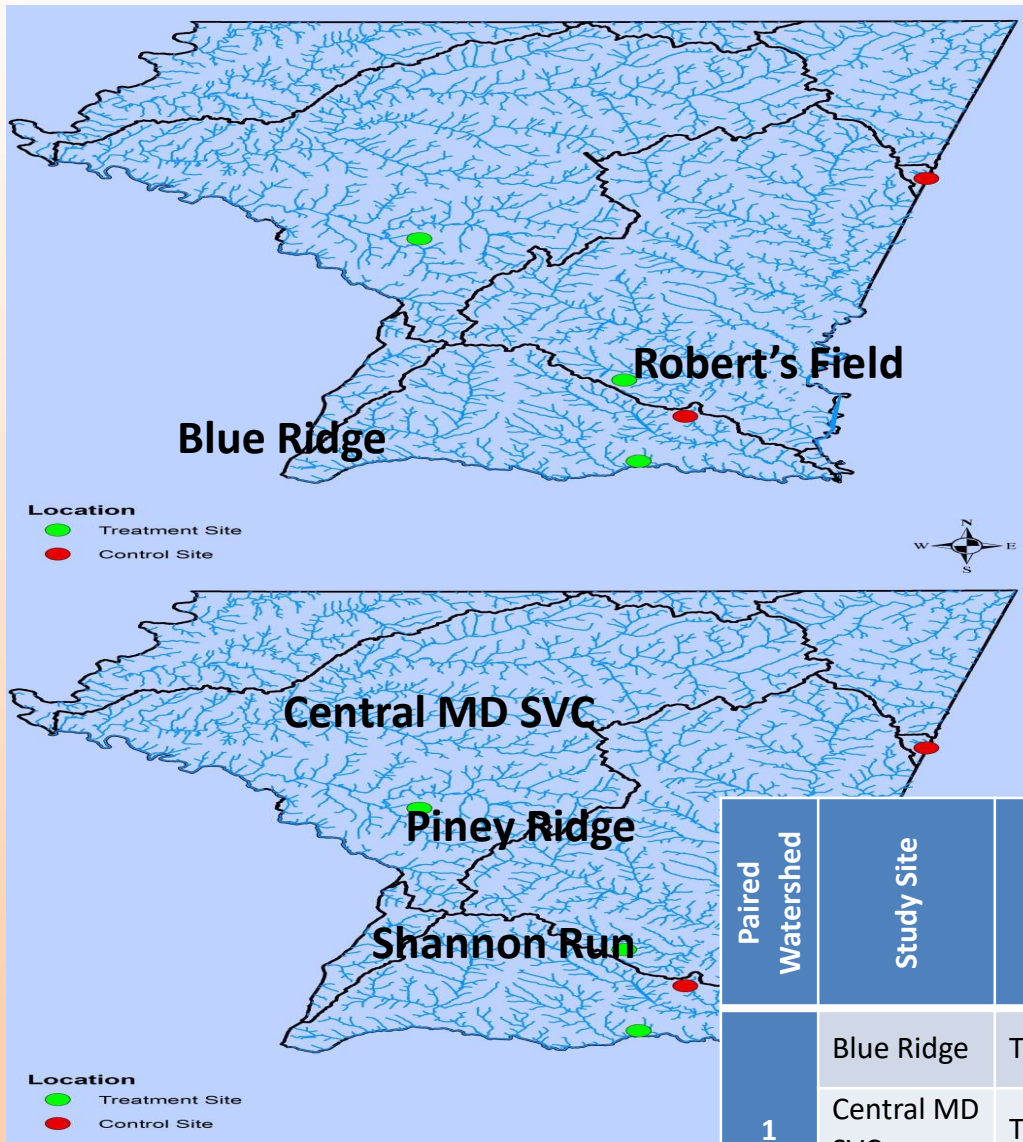 Robert's Field
Blue Ridge
Location
Treatment Site
Control Site
N
W E
S
Central MD SVC
Piney Ridge
Shannon Run
Location
Treatment Site
Control Site
Paired
Watershed
Study Site
Blue Ridge T
1
Central MD T